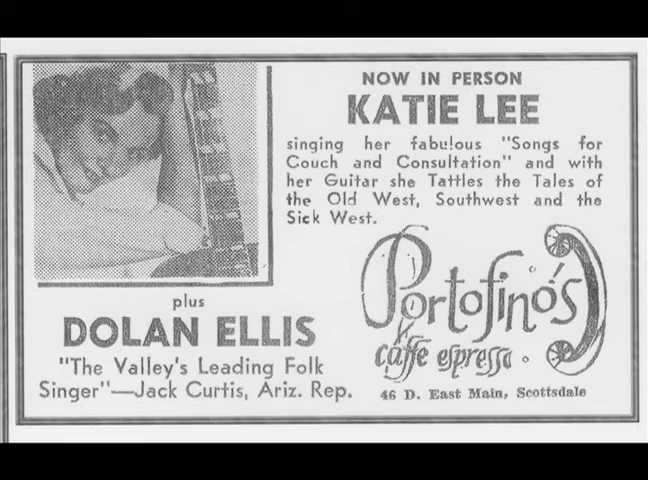 NOW IN PERSON
KATIE LEE
singing her fabulous "Songs for
Couch and Consultation" and with
her Guitar she Tattles the Tales of
the Old West, Southwest and the
Sick West.
plus
DOLAN ELLIS
"The Valley's Leading Folk
Singer"—Jack Curtis, Ariz. Rep.
Portofino's
caffe espresso
46 D. East Main, Scottsdale